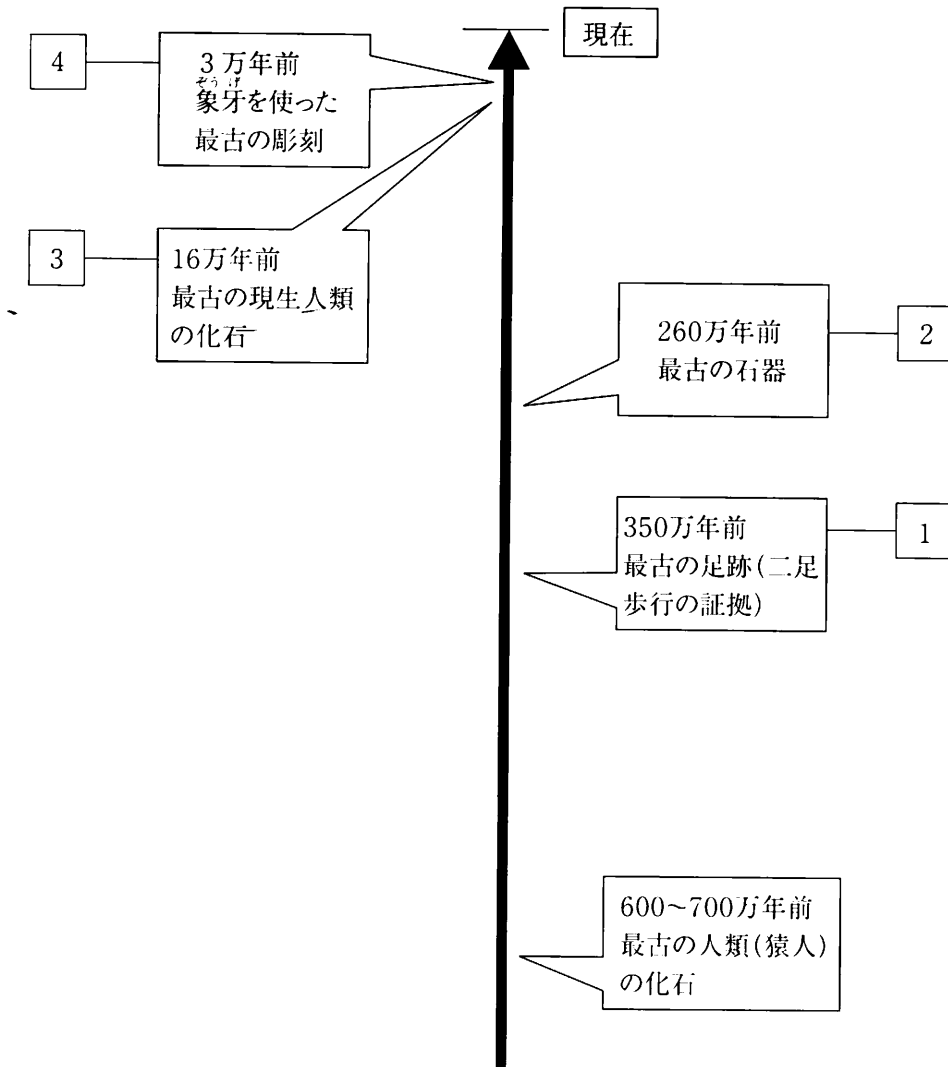 現在
4
3万年前
ぞうげ
象牙を使った
最古の彫刻
3
16万年前
最古の現生人類
の化石
260万年前
最古の石器
2
350万年前
最古の足跡(二足
歩行の証拠)
1
600~700万年前
最古の人類(猿人)
の化石